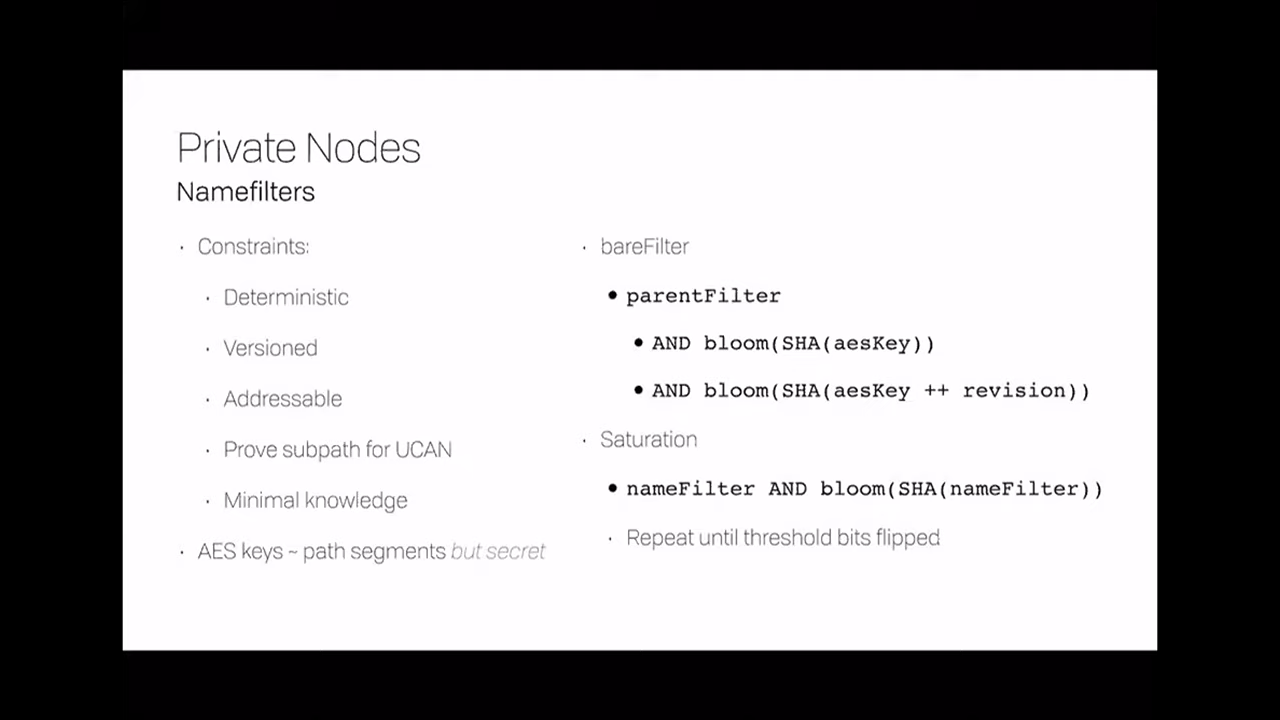 Private Nodes
Namefilters
· Constraints:
· Deterministic
· Versioned
· Addressable
· Prove subpath for UCAN
· Minimal knowledge
· AES keys ~ path segments but secret
· bareFilter
• parentFilter
• AND bloom(SHA(aesKey))
• AND bloom(SHA(aesKey ++ revision))
· Saturation
• nameFilter AND bloom(SHA(nameFilter))
· Repeat until threshold bits flipped